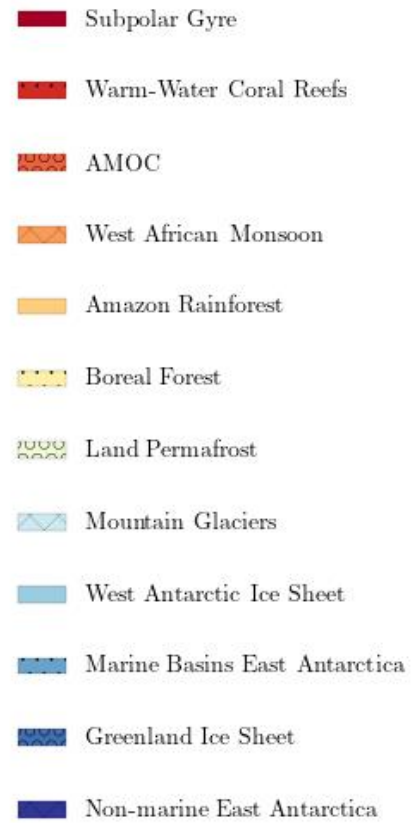 Subpolar Gyre
Warm-Water Coral Reefs
AMOC
West African Monsoon
Amazon Rainforest
Boreal Forest
Land Permafrost
Mountain Glaciers
West Antarctic Ice Sheet
Marine Basins East Antarctica
Greenland Ice Sheet
Non-marine East Antarctica